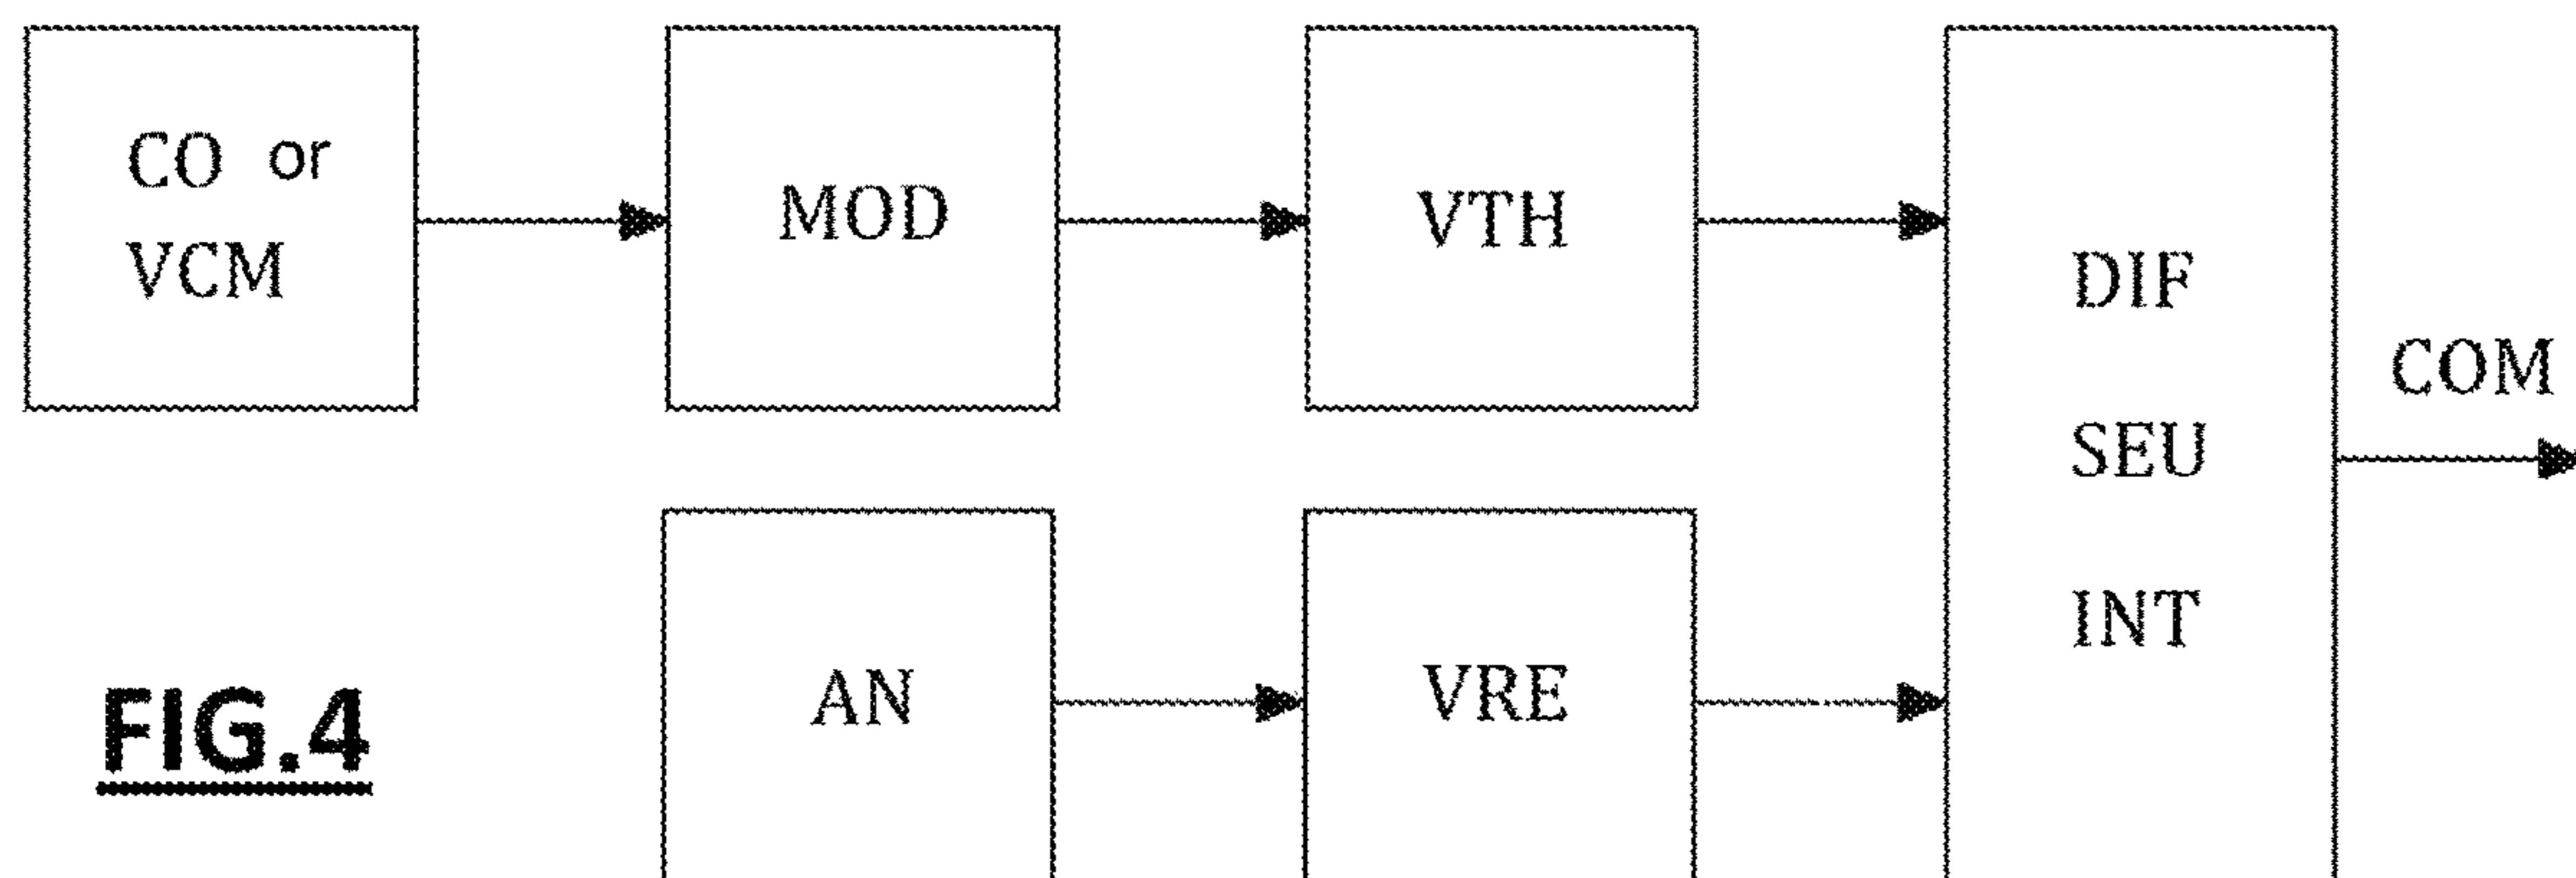 CO or
VCM
MOD
VTH
DIF
SEU
INT
COM
AN
VRE
FIG.4